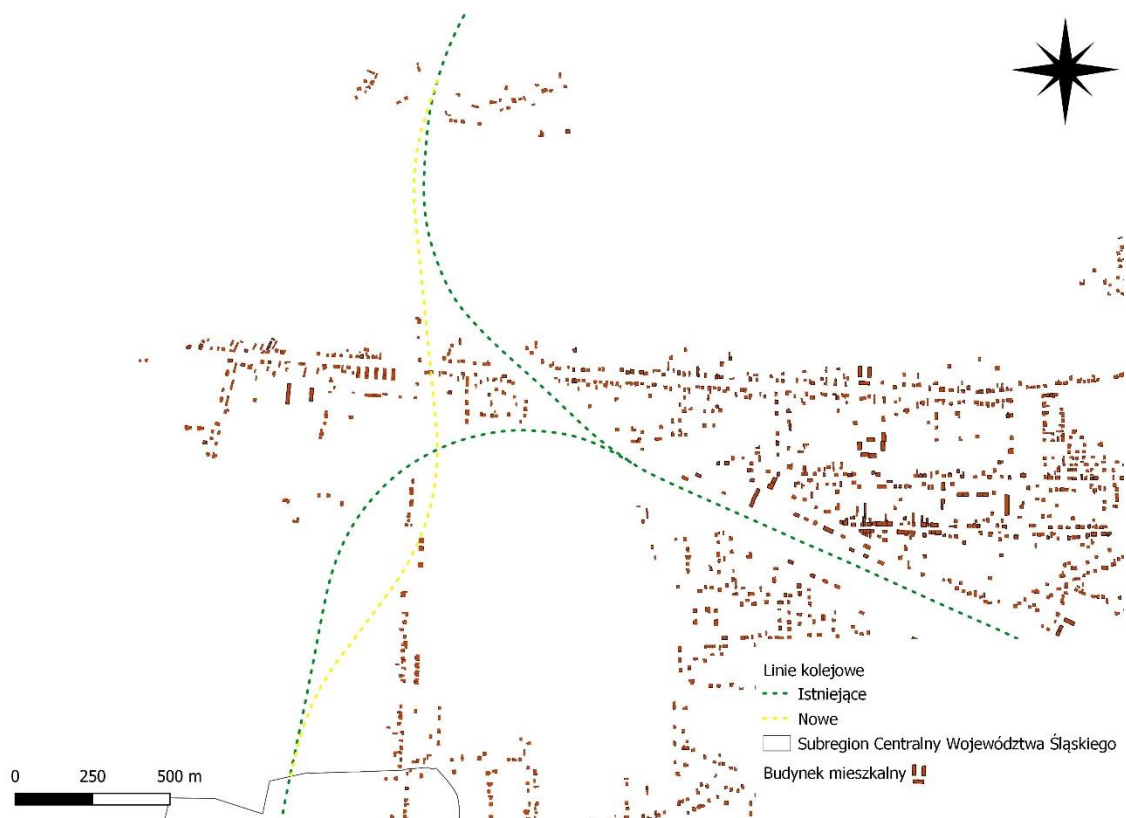 Linie kolejowe
Istniejące
Nowe
Subregion Centralny Województwa Śląskiego
Budynek mieszkalny
0 250 500 m